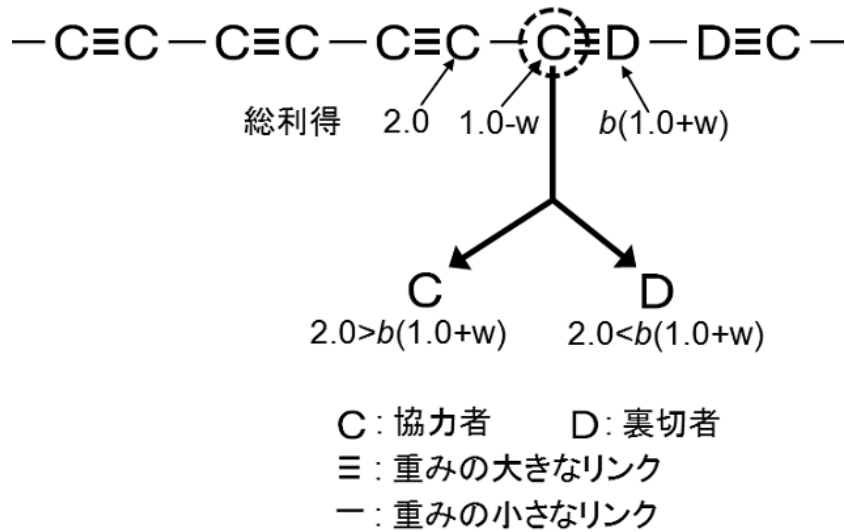 — C≡C — C≡C — C≡C — C≡D — D≡C —
総利得 2.0 1.0-w b(1.0+w)
C D
2.0>b(1.0+w) 2.0<b(1.0+w)
C : 協力者 D : 裏切者
≡ : 重みの大きなリンク
— : 重みの小さなリンク